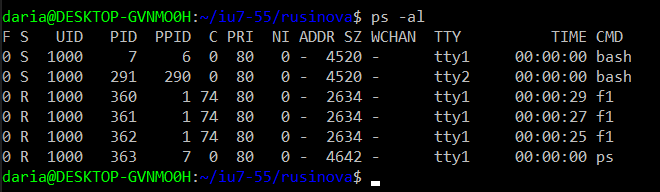 daria@DESKTOP-GVNMO0H:~/iu7-55/rusinova$ ps -al
F S   UID   PID  PPID  C PRI  NI ADDR SZ WCHAN  TTY          TIME CMD
0 S  1000     7     6  0  80   0 -  4520 -      tty1     00:00:00 bash
0 S  1000   291   290  0  80   0 -  4520 -      tty2     00:00:00 bash
0 R  1000   360     1 74  80   0 -  2634 -      tty1     00:00:29 f1
0 R  1000   361     1 74  80   0 -  2634 -      tty1     00:00:27 f1
0 R  1000   362     1 74  80   0 -  2634 -      tty1     00:00:25 f1
0 R  1000   363     7  0  80   0 -  4642 -      tty1     00:00:00 ps
daria@DESKTOP-GVNMO0H:~/iu7-55/rusinova$